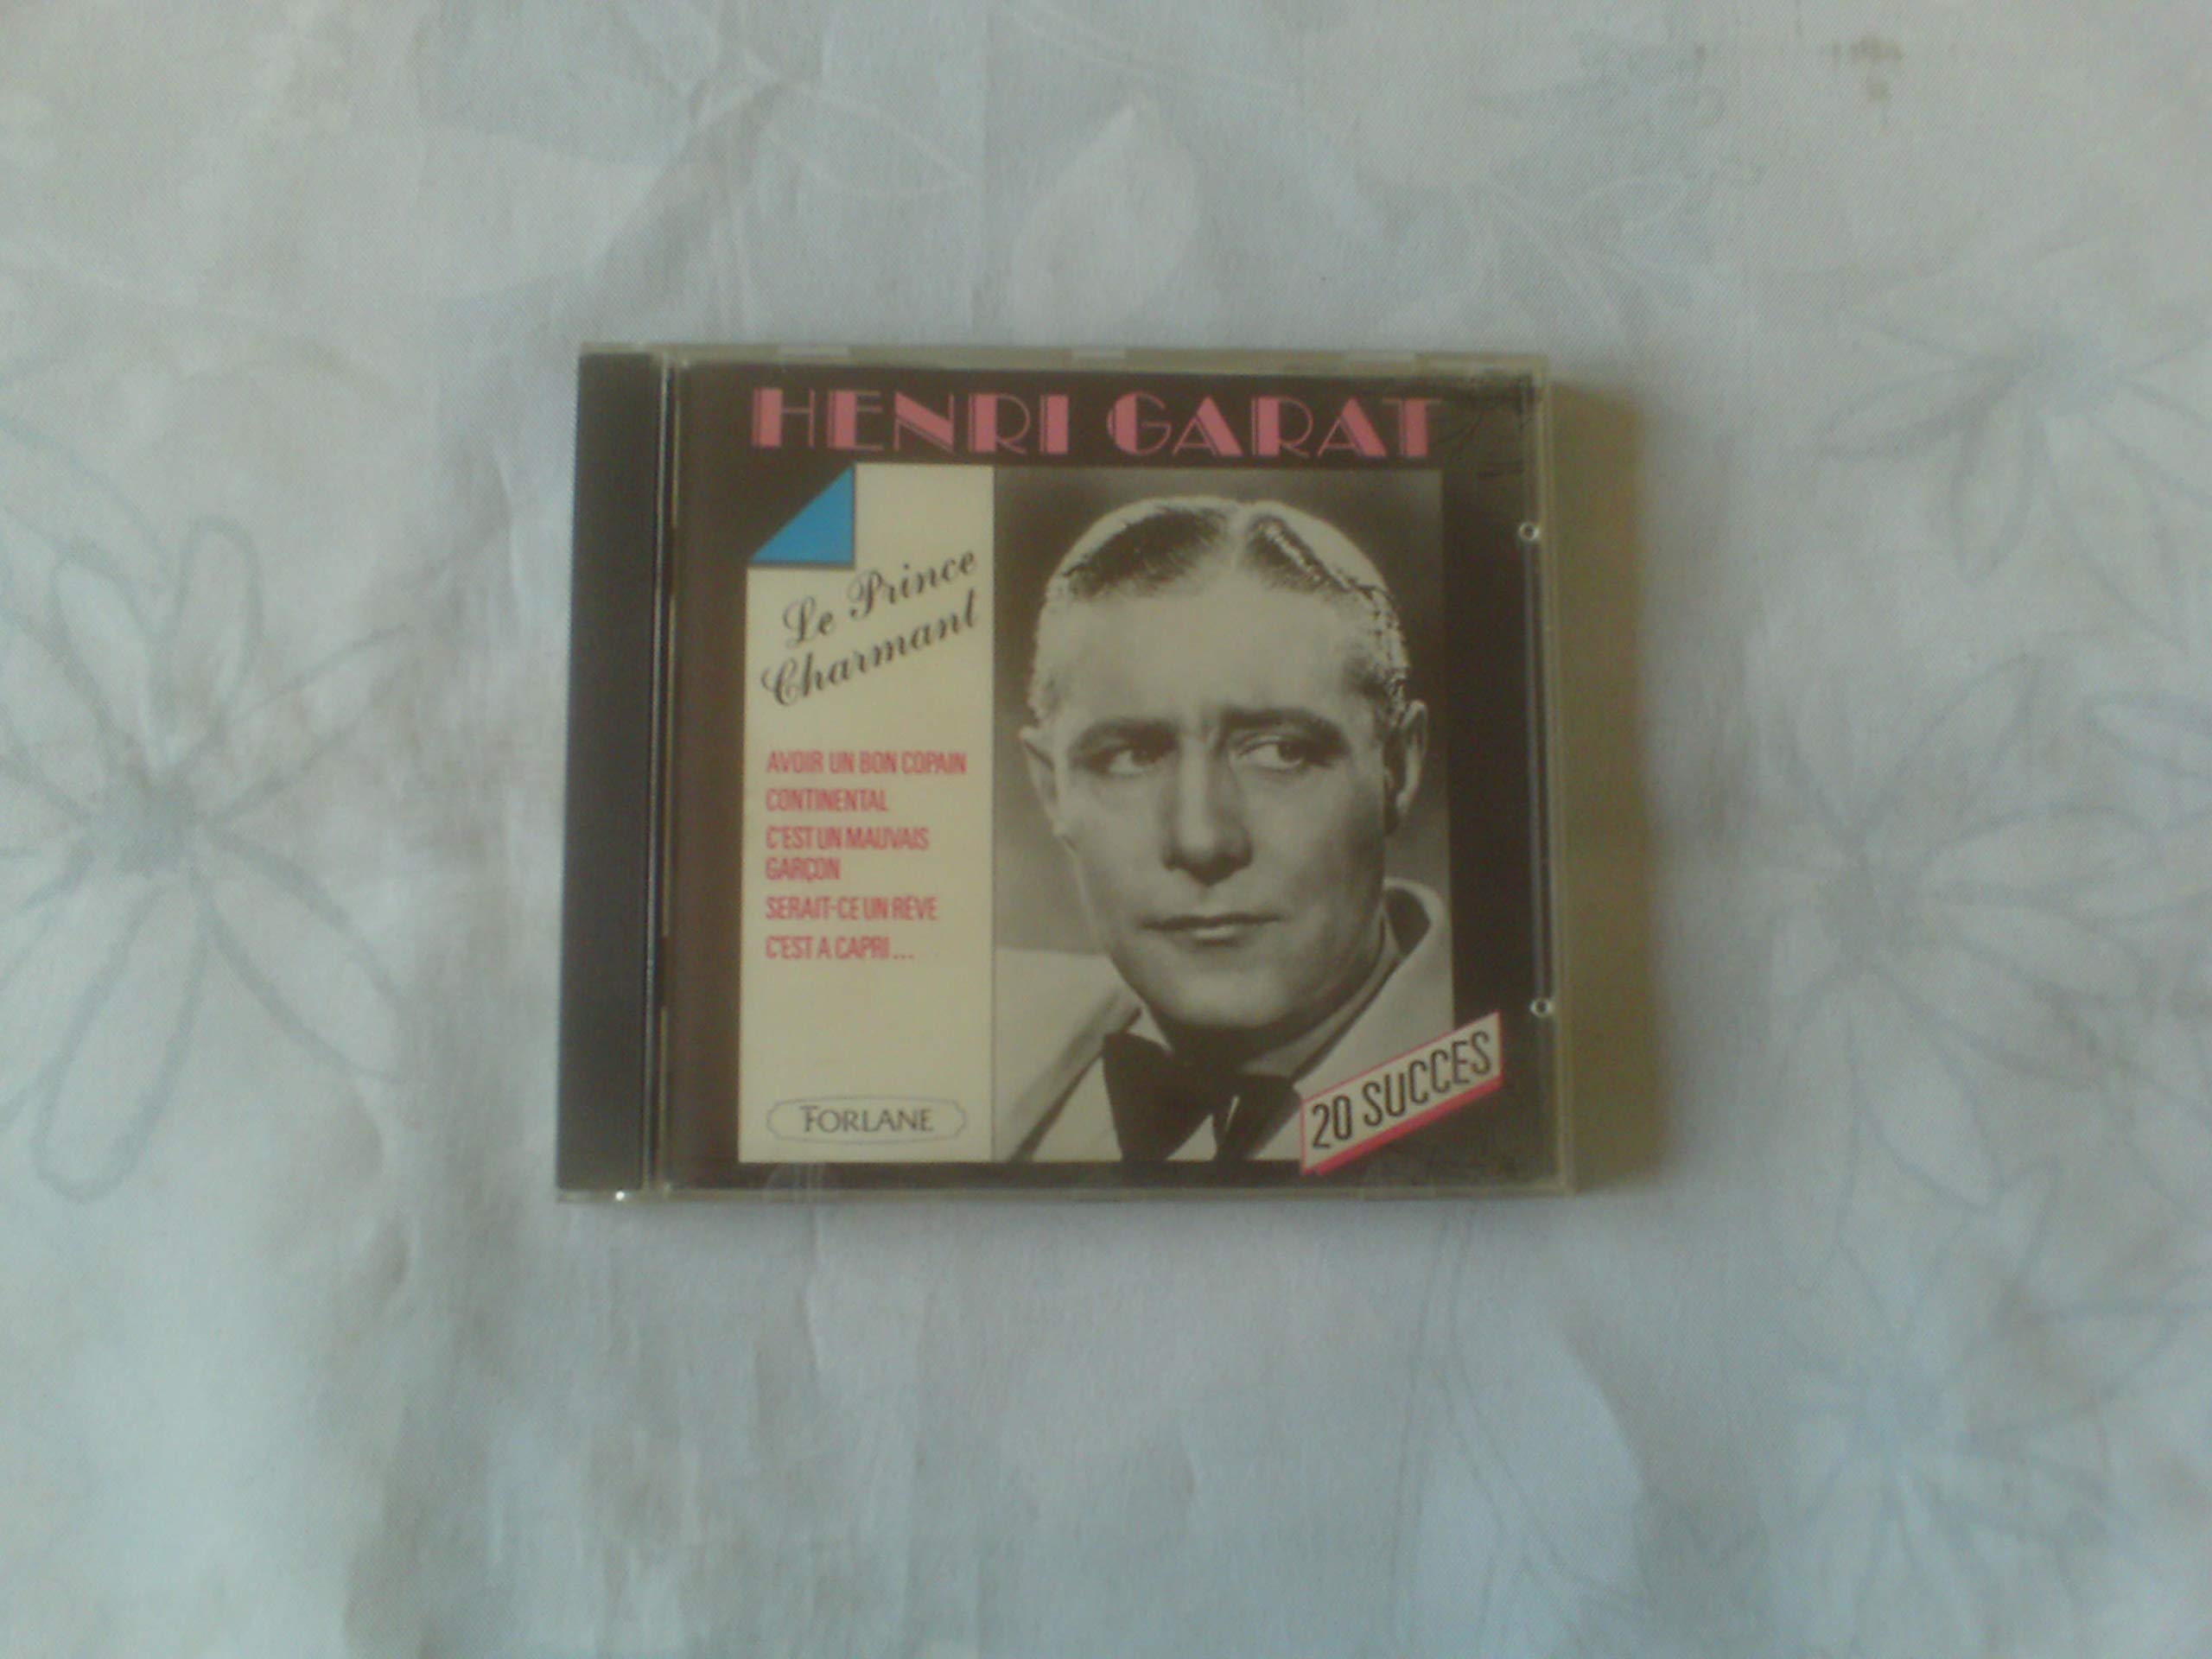 HENRI GARAT
Le Prince
Charmant
AVOIR UN BON COPAIN
CONTINENTAL
C'EST UN MAUVAIS
GARÇON
SERAIT-CE UN RÊVE
C'EST A CAPRI...
FORLANE
20 SUCCES